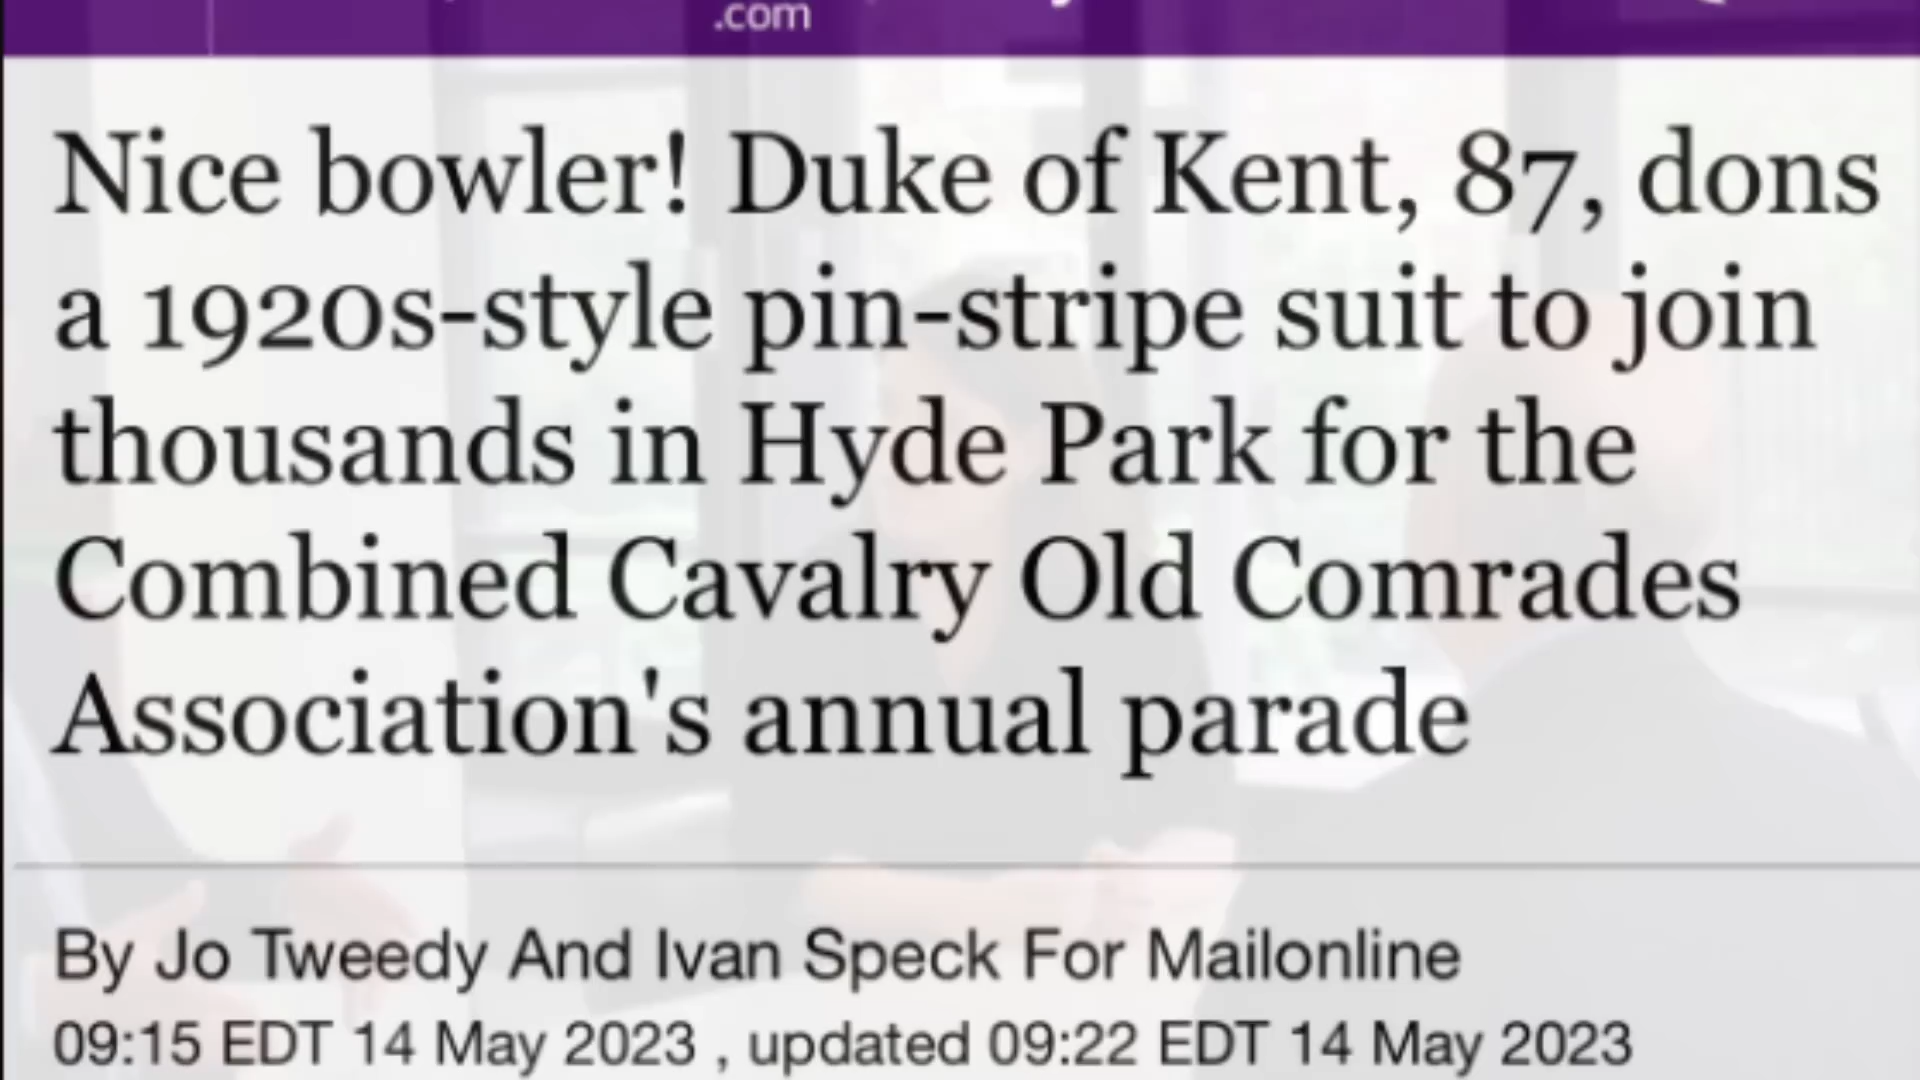 .com
Nice bowler! Duke of Kent, 87, dons
a 1920s-style pin-stripe suit to join
thousands in Hyde Park for the
Combined Cavalry Old Comrades
Association's annual parade
By Jo Tweedy And Ivan Speck For Mailonline
09:15 EDT 14 May 2023 , updated 09:22 EDT 14 May 2023